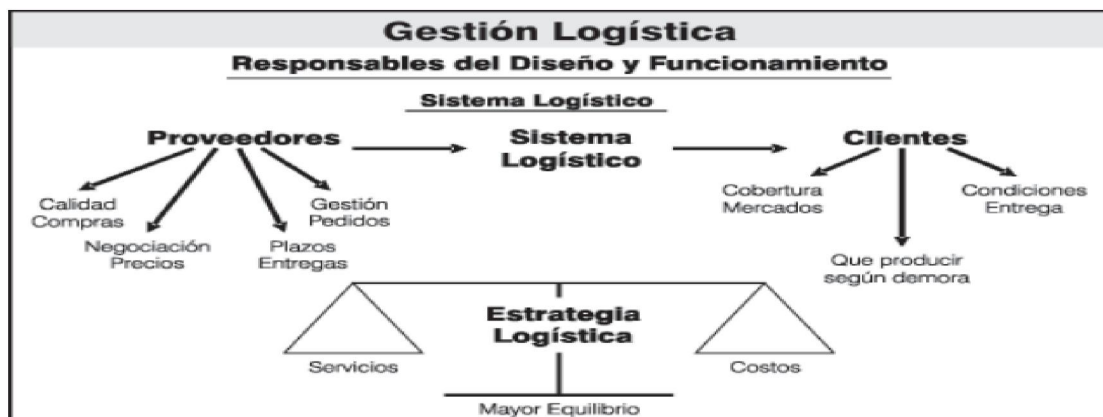 Gestión Logística
Responsables del Diseño y Funcionamiento
Sistema Logístico
Proveedores
Sistema
Logístico
Clientes
Calidad
Compras
Negociación
Precios
Plazos
Entregas
Gestión
Pedidos
Cobertura
Mercados
Que producir
según demora
Condiciones
Entrega
Estrategia
Logística
Servicios
Costos
Mayor Equilibrio